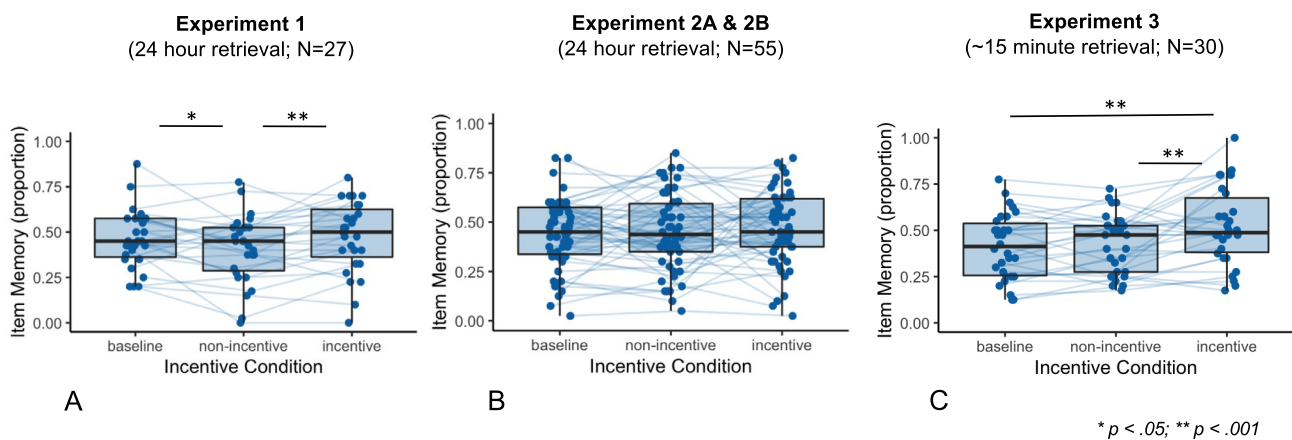 Experiment 1
(24 hour retrieval; N=27)
*
**
Item Memory (proportion)
1.00
0.75
0.50
0.25
0.00
baseline non-incentive incentive
Incentive Condition
A
Experiment 2A & 2B
(24 hour retrieval; N=55)
Item Memory (proportion)
1.00
0.75
0.50
0.25
0.00
baseline non-incentive incentive
Incentive Condition
B
Experiment 3
(~15 minute retrieval; N=30)
**
**
Item Memory (proportion)
1.00
0.75
0.50
0.25
0.00
baseline non-incentive incentive
Incentive Condition
C
* p < .05; ** p < .001